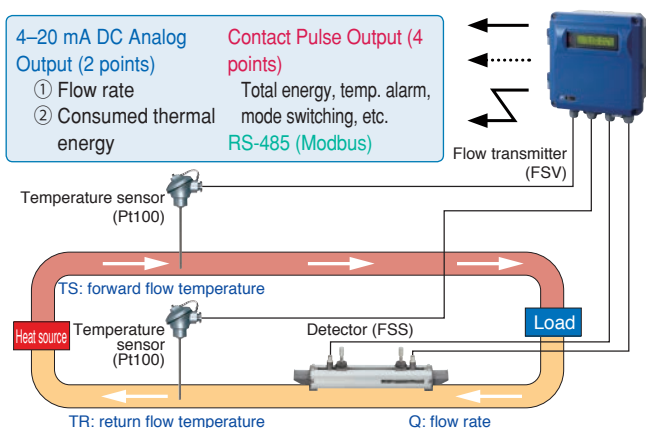 4–20 mA DC Analog
Output (2 points)
① Flow rate
② Consumed thermal
energy
Contact Pulse Output (4
points)
Total energy, temp. alarm,
mode switching, etc.
RS-485 (Modbus)
Flow transmitter
(FSV)
Temperature sensor
(Pt100)
TS: forward flow temperature
Heat source
Temperature
sensor
(Pt100)
Detector (FSS)
Load
TR: return flow temperature
Q: flow rate